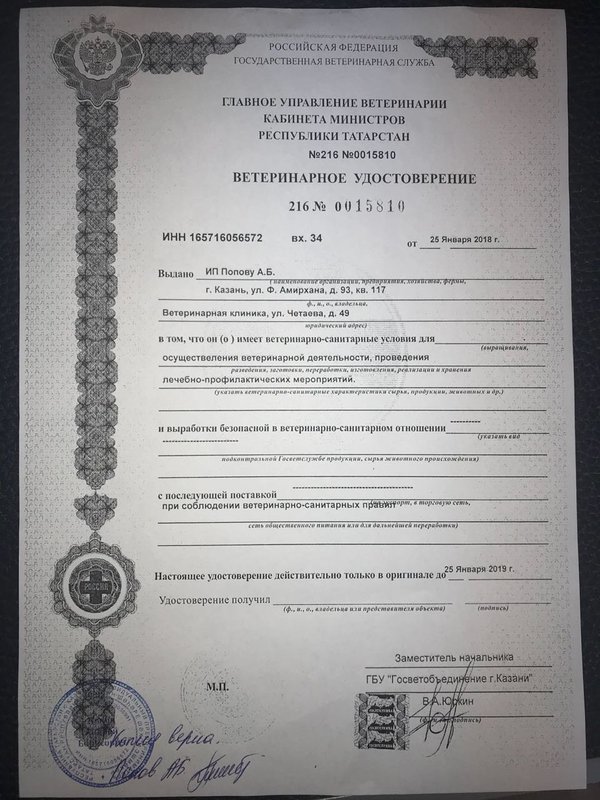 РОССИЙСКАЯ ФЕДЕРАЦИЯ
ГОСУДАРСТВЕННАЯ ВЕТЕРИНАРНАЯ СЛУЖБА
ГЛАВНОЕ УПРАВЛЕНИЕ ВЕТЕРИНАРИИ
КАБИНЕТА МИНИСТРОВ
РЕСПУБЛИКИ ТАТАРСТАН
№216 №0015810
ВЕТЕРИНАРНОЕ УДОСТОВЕРЕНИЕ
216 № 0015810
ИНН 165716056572 вх. 34 от 25 Января 2018 г.
Выдано ИП Попову А.Б.
(наименование организации, предприятия, хозяйства, фермы,
г. Казань, ул. Ф. Амирхана, д. 93, кв. 117
ф., и., о., владельца,
Ветеринарная клиника, ул. Четаева, д. 49
юридический адрес)
в том, что он (о ) имеет ветеринарно-санитарные условия для
(выращивания,
осуществления ветеринарной деятельности, проведения
разведения, заготовки, переработки, изготовления, реализации и хранения
лечебно-профилактических мероприятий.
(указать ветеринарно-санитарные характеристики сырья, продукции, животных и др.)
и выработки безопасной в ветеринарно-санитарном отношении
(указать вид
подконтрольной Госветслужбе продукции, сырья животного происхождения)
с последующей поставкой
при соблюдении ветеринарно-санитарных правил
экспорт, в торговую сеть,
сеть общественного питания или для дальнейшей переработки)
Настоящее удостоверение действительно только в оригинале до 25 Января 2019 г.
Удостоверение получил
(ф., и., о., владельца или представителя объекта) (подпись)
Заместитель начальника
ГБУ "Госветобъединение г.Казани"
М.П.
В.А.Юркин
РОССИЯ
Копия верна.
Попов АБ